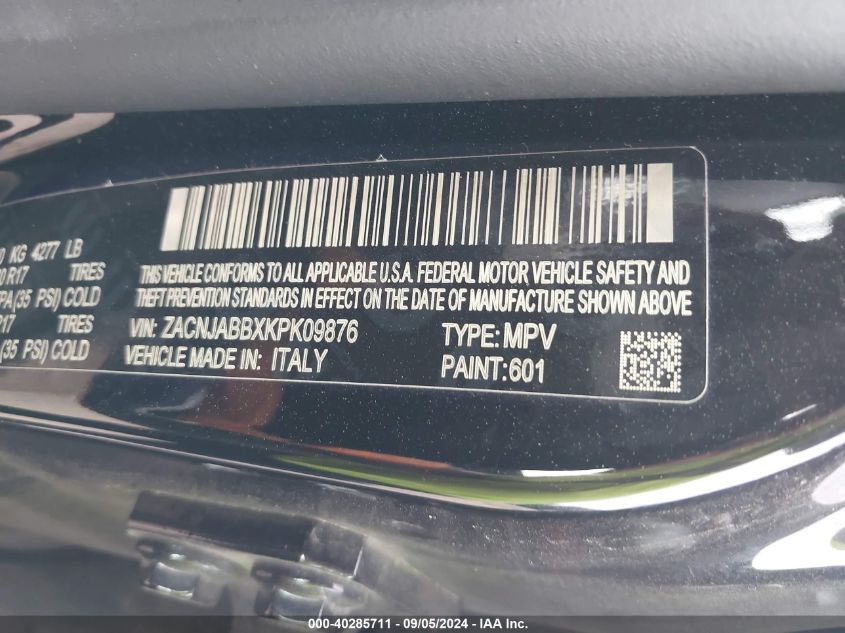 0 KG 4277 LB
0 R17 TIRES
PA (35 PSI) COLD
R17 TIRES
(35 PSI) COLD
THIS VEHICLE CONFORMS TO ALL APPLICABLE U.S.A. FEDERAL MOTOR VEHICLE SAFETY AND
THEFT PREVENTION STANDARDS IN EFFECT ON THE DATE OF MANUFACTURE SHOWN ABOVE
VIN: ZACNJABBXKPK09876 TYPE: MPV
VEHICLE MADE IN: ITALY PAINT: 601
000-40285711 - 09/05/2024 - IAA Inc.